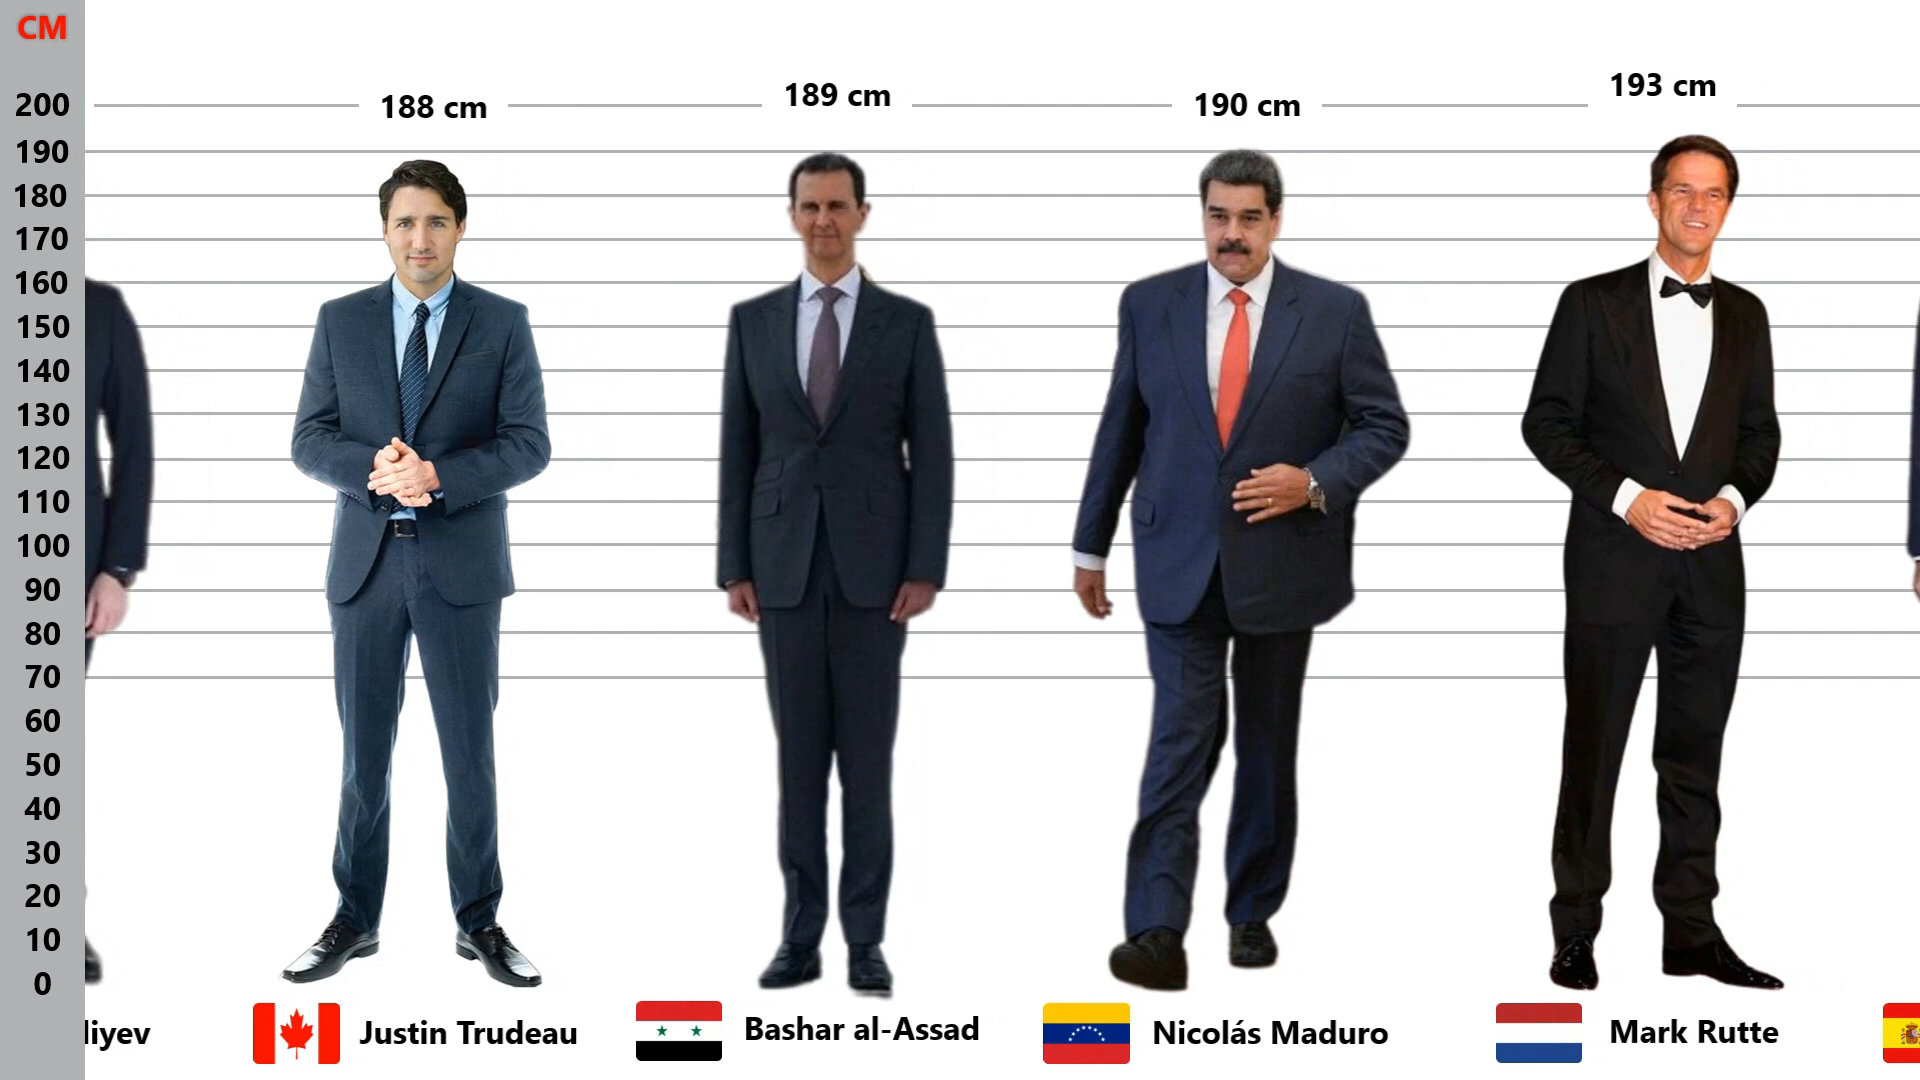 CM
200
190
180
170
160
150
140
130
120
110
100
90
80
70
60
50
40
30
20
10
0
188 cm
189 cm
190 cm
193 cm
liyev
Justin Trudeau
Bashar al-Assad
Nicolás Maduro
Mark Rutte